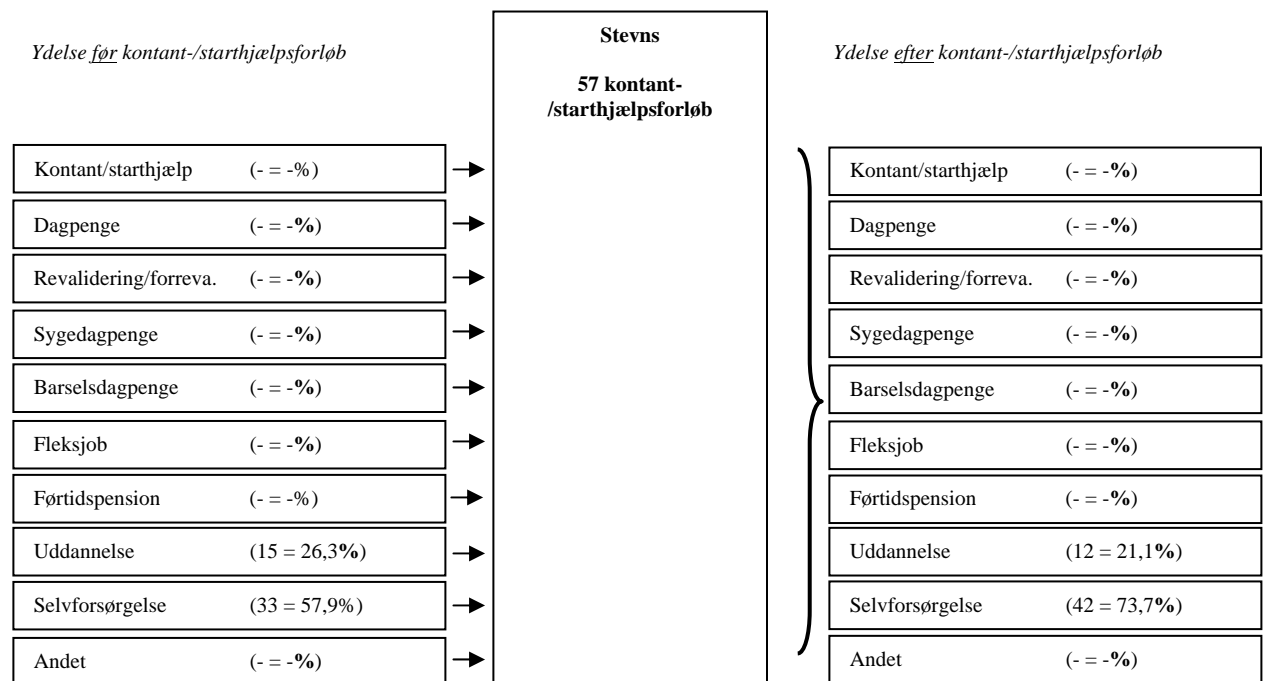 Ydelse før kontant-/starthjælpsforløb
Stevns
57 kontant-
/starthjælpsforløb
Ydelse efter kontant-/starthjælpsforløb
Kontant/starthjælp (- = -%)
Dagpenge (- = -%)
Revalidering/forreva. (- = -%)
Sygedagpenge (- = -%)
Barselsdagpenge (- = -%)
Fleksjob (- = -%)
Førtidspension (- = -%)
Uddannelse (15 = 26,3%)
Selvforsørgelse (33 = 57,9%)
Andet (- = -%)
Kontant/starthjælp (- = -%)
Dagpenge (- = -%)
Revalidering/forreva. (- = -%)
Sygedagpenge (- = -%)
Barselsdagpenge (- = -%)
Fleksjob (- = -%)
Førtidspension (- = -%)
Uddannelse (12 = 21,1%)
Selvforsørgelse (42 = 73,7%)
Andet (- = -%)